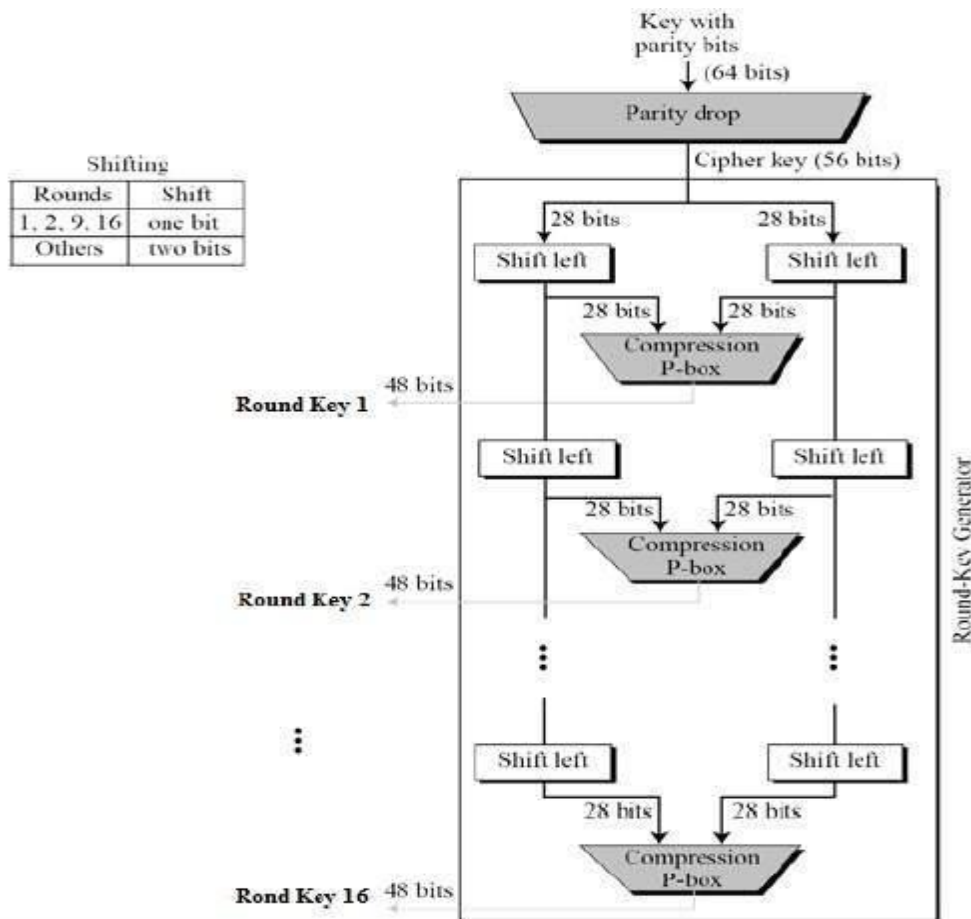 Key with
parity bits
(64 bits)
Parity drop
Cipher key (56 bits)
Shifting
Rounds Shift
1, 2, 9, 16 one bit
Others two bits
28 bits 28 bits
Shift left Shift left
28 bits 28 bits
Compression
P-box
48 bits
Round Key 1
Shift left Shift left
28 bits 28 bits
Compression
P-box
48 bits
Round Key 2
Round-Key Generator
Shift left Shift left
28 bits 28 bits
Compression
P-box
Rond Key 16 48 bits